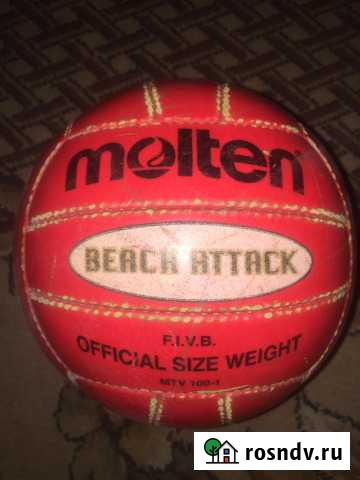 molten
BEACH ATTACK
F.I.V.B.
OFFICIAL SIZE WEIGHT
MTV 100-1
rosndv.ru